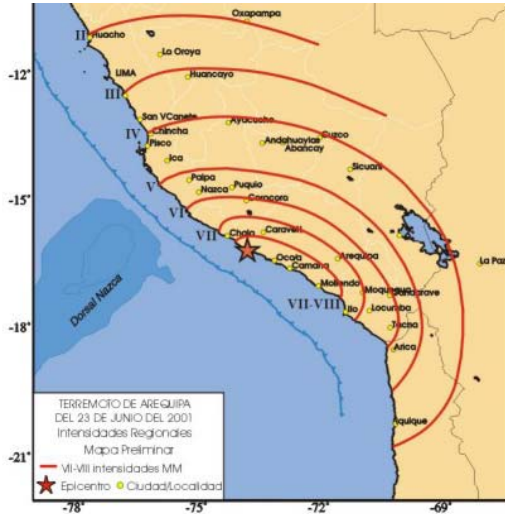 Oxapampa
II
Huacho
La Oroya
-12°
LIMA
Huancayo
III
San VCanete
Ayacucho
IV
Chincha
Cuzco
Andahuaylas
Abancay
Pisco
Ica
Sicuani
-15°
V
Palpa
Puquio
Nazca
Coracora
VI
VII
Chala
Caraveli
Ocoña
Arequipa
La Paz
Camana
Dorsal Nazca
Mollendo
Moquegua
VII-VIII
Ilo
Locumba
-18°
Tacna
Arica
TERREMOTO DE AREQUIPA
DEL 23 DE JUNIO DEL 2001
Intensidades Regionales
Mapa Preliminar
VII-VIII intensidades MM
Epicentro
Ciudad/Localidad
Aquique
-21°
-78°
-75°
-72°
-69°